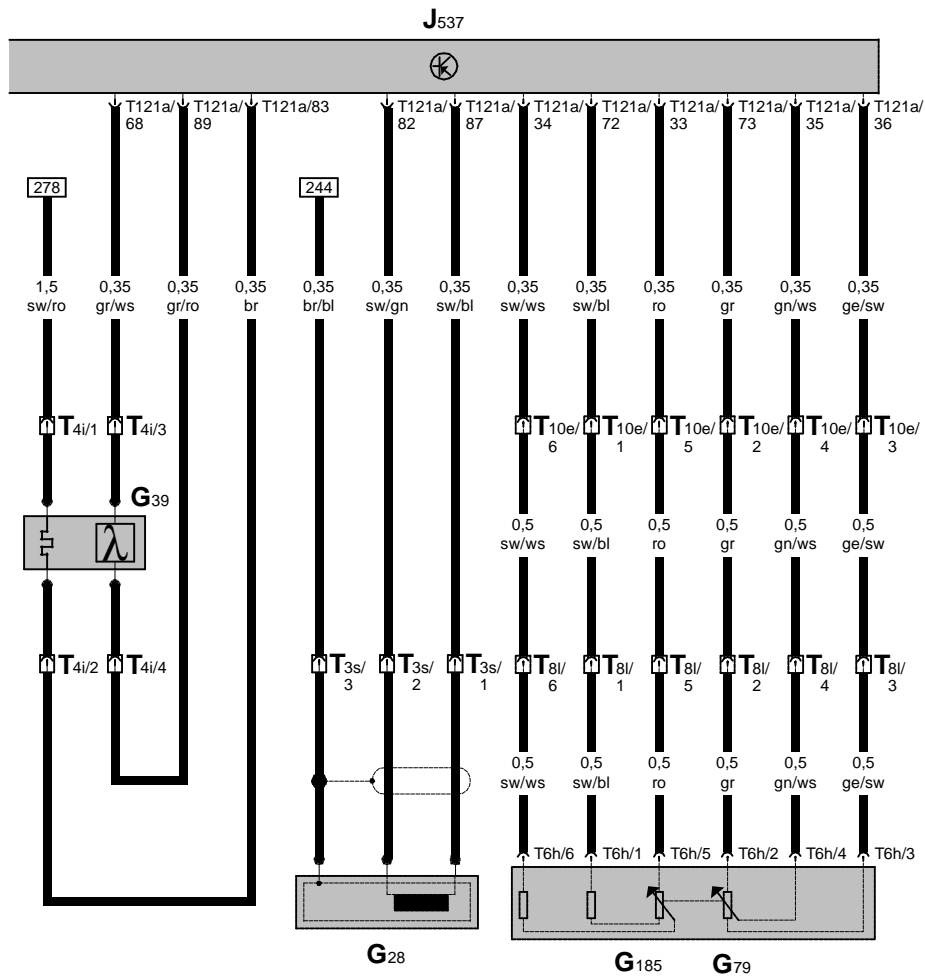 J537
T121a/ T121a/ T121a/83 T121a/ T121a/ T121a/ T121a/ T121a/ T121a/ T121a/ T121a/
68 89 82 87 34 72 33 73 35 36
278 244
1,5 0,35 0,35 0,35 0,35 0,35 0,35 0,35 0,35 0,35 0,35 0,35 0,35
sw/ro gr/ws gr/ro br br/bl sw/gn sw/bl sw/ws sw/bl ro gr gn/ws ge/sw
T4i/1 T4i/3 T10e/ T10e/ T10e/ T10e/ T10e/ T10e/
6 1 5 2 4 3
G39
λ
0,5 0,5 0,5 0,5 0,5 0,5
sw/ws sw/bl ro gr gn/ws ge/sw
T4i/2 T4i/4 T3s/ T3s/ T3s/ T8l/ T8l/ T8l/ T8l/ T8l/ T8l/
3 2 1 6 1 5 2 4 3
0,5 0,5 0,5 0,5 0,5 0,5
sw/ws sw/bl ro gr gn/ws ge/sw
T6h/6 T6h/1 T6h/5 T6h/2 T6h/4 T6h/3
G28 G185 G79